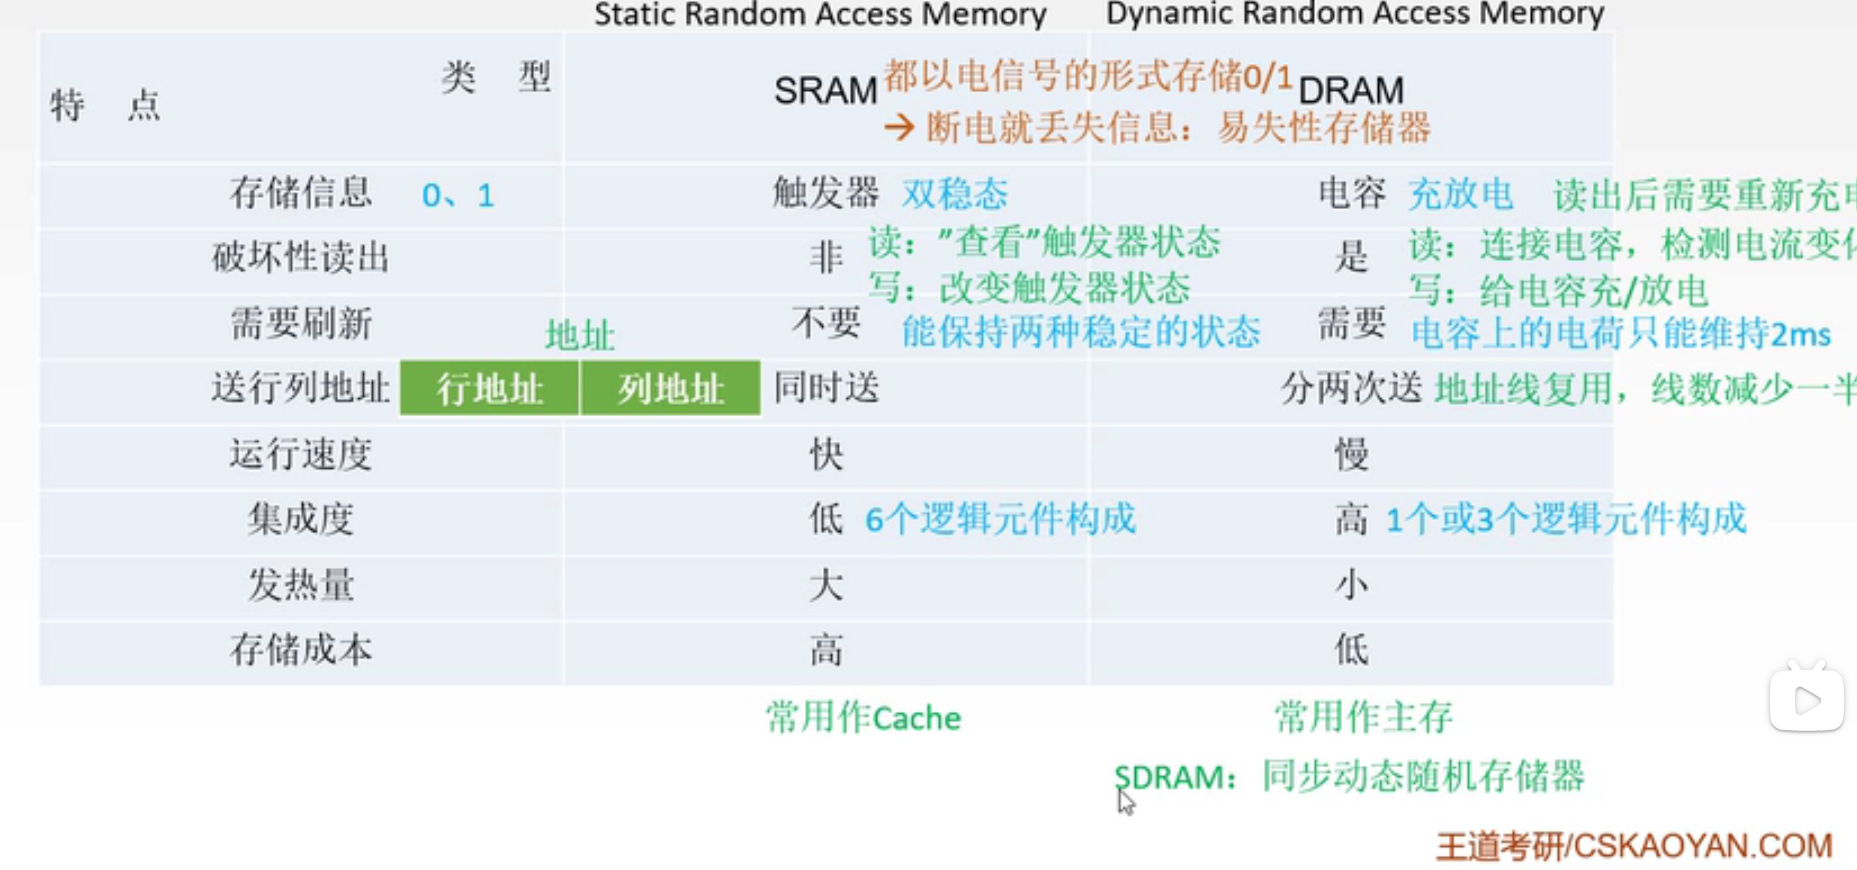 Static Random Access Memory Dynamic Random Access Memory
类 型
特 点
SRAM 都以电信号的形式存储0/1 DRAM
→ 断电就丢失信息：易失性存储器
存储信息 0、1 触发器 双稳态 电容 充放电 读出后需要重新充电
破坏性读出 非 读："查看"触发器状态 是 读：连接电容，检测电流变化
写：改变触发器状态 写：给电容充/放电
需要刷新 地址 不要 能保持两种稳定的状态 需要 电容上的电荷只能维持2ms
送行列地址 行地址 列地址 同时送 分两次送 地址线复用，线数减少一半
运行速度 快 慢
集成度 低 6个逻辑元件构成 高 1个或3个逻辑元件构成
发热量 大 小
存储成本 高 低
常用作Cache 常用作主存
SDRAM：同步动态随机存储器
王道考研/CSKAOYAN.COM